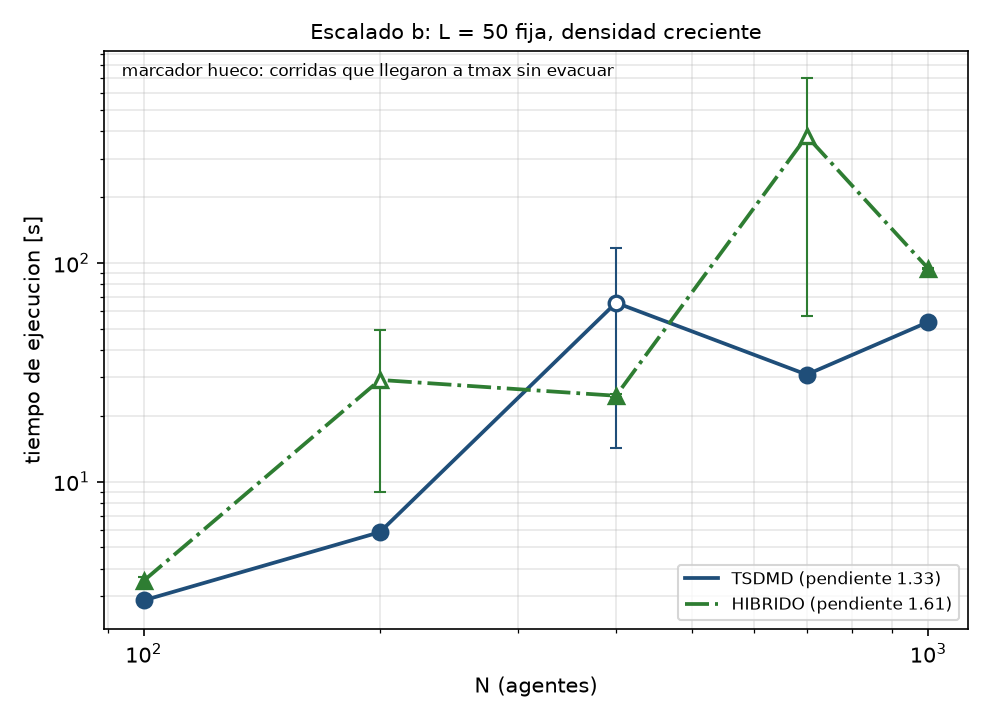 Escalado b: L = 50 fija, densidad creciente
marcador hueco: corridas que llegaron a tmax sin evacuar
tiempo de ejecucion [s]
10²
10¹
TSDMD (pendiente 1.33)
HIBRIDO (pendiente 1.61)
10² 10³
N (agentes)